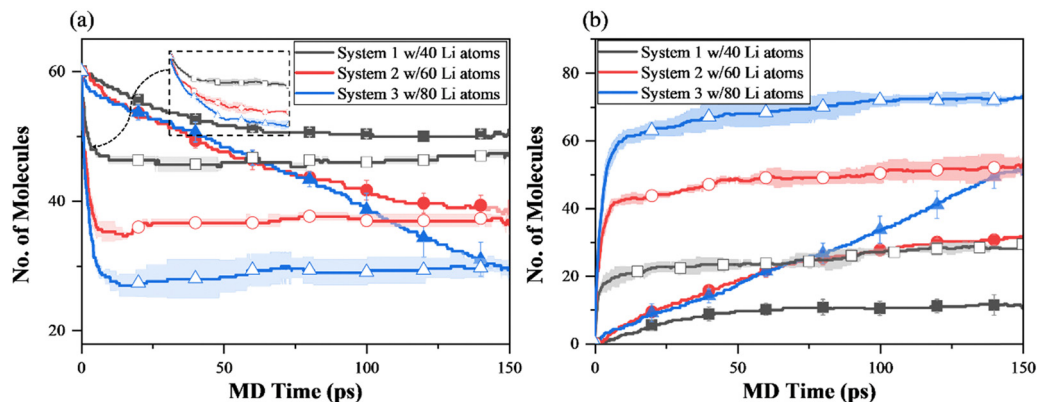 (a)
System 1 w/40 Li atoms
System 2 w/60 Li atoms
System 3 w/80 Li atoms
No. of Molecules
60
40
20
0
50
100
150
MD Time (ps)
(b)
System 1 w/40 Li atoms
System 2 w/60 Li atoms
System 3 w/80 Li atoms
No. of Molecules
80
60
40
20
0
0
50
100
150
MD Time (ps)